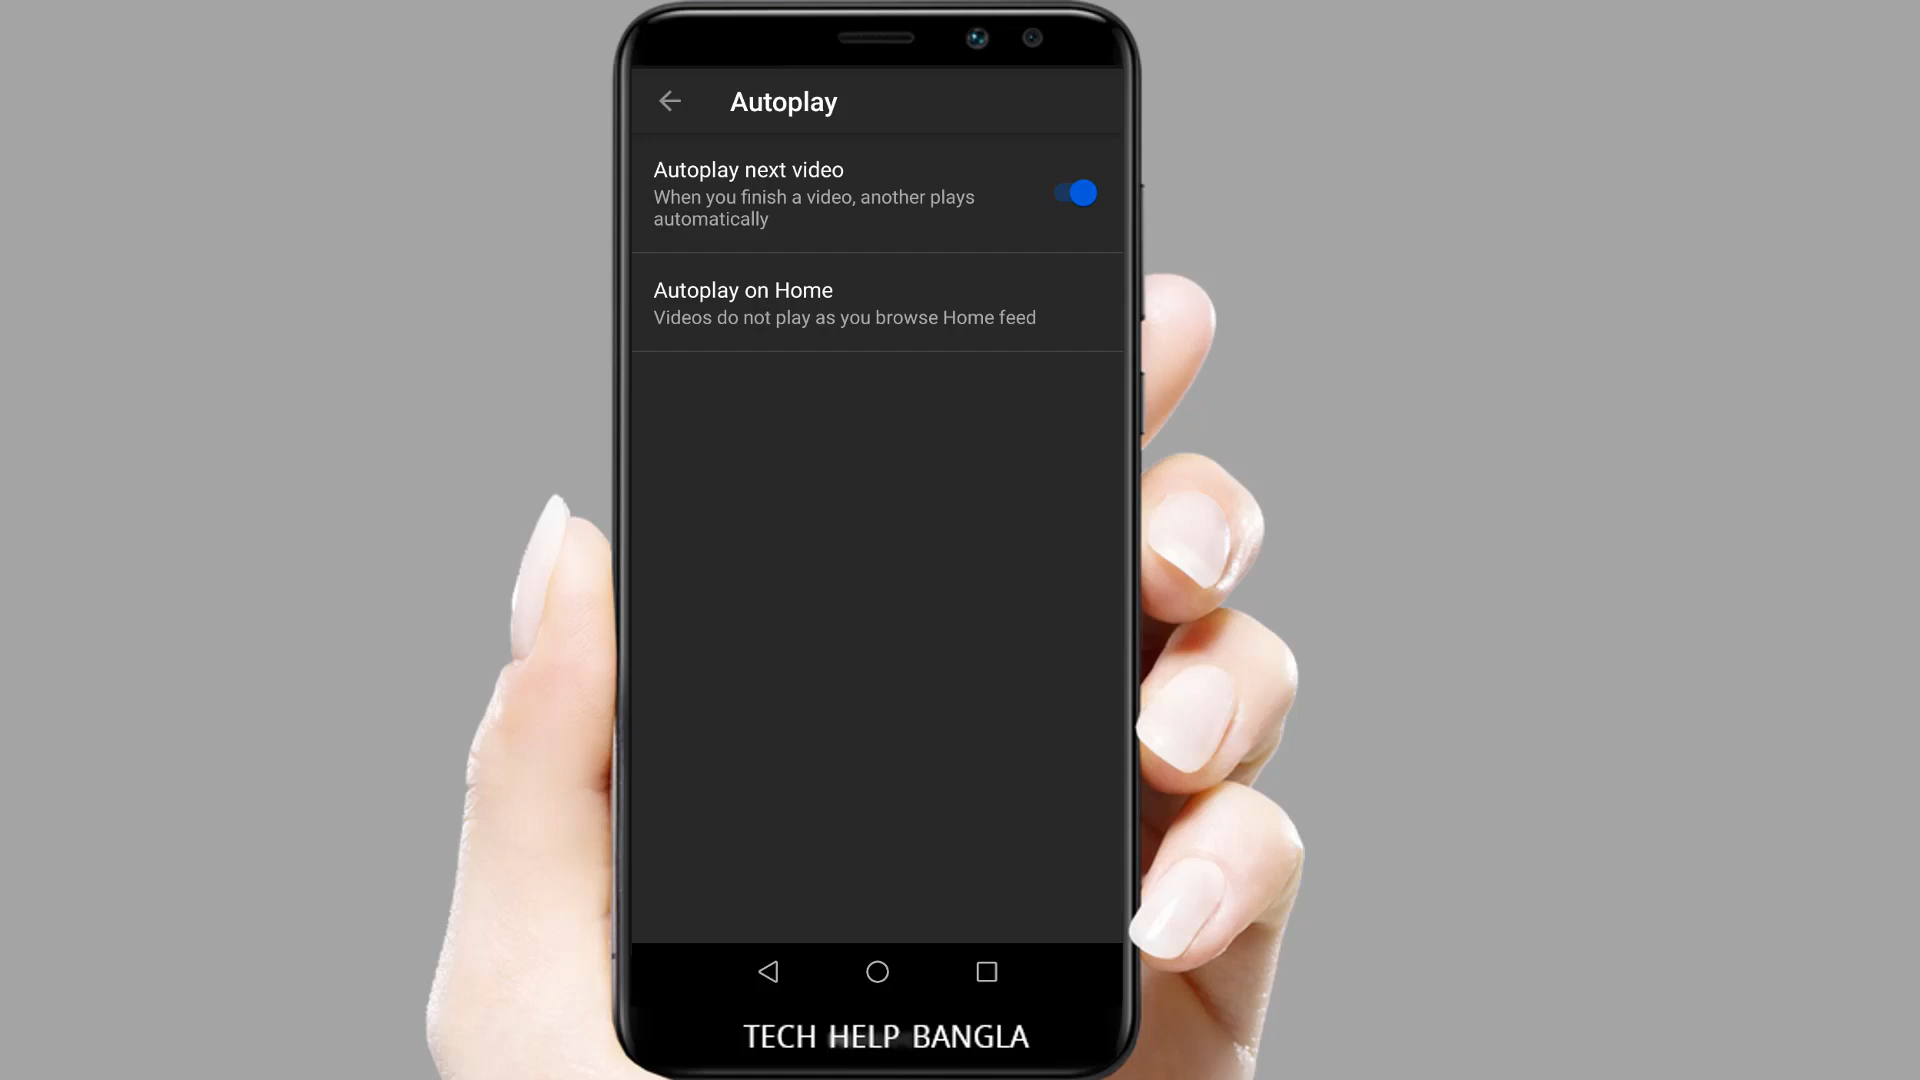 Autoplay
Autoplay next video
When you finish a video, another plays
automatically
Autoplay on Home
Videos do not play as you browse Home feed
TECH HELP BANGLA